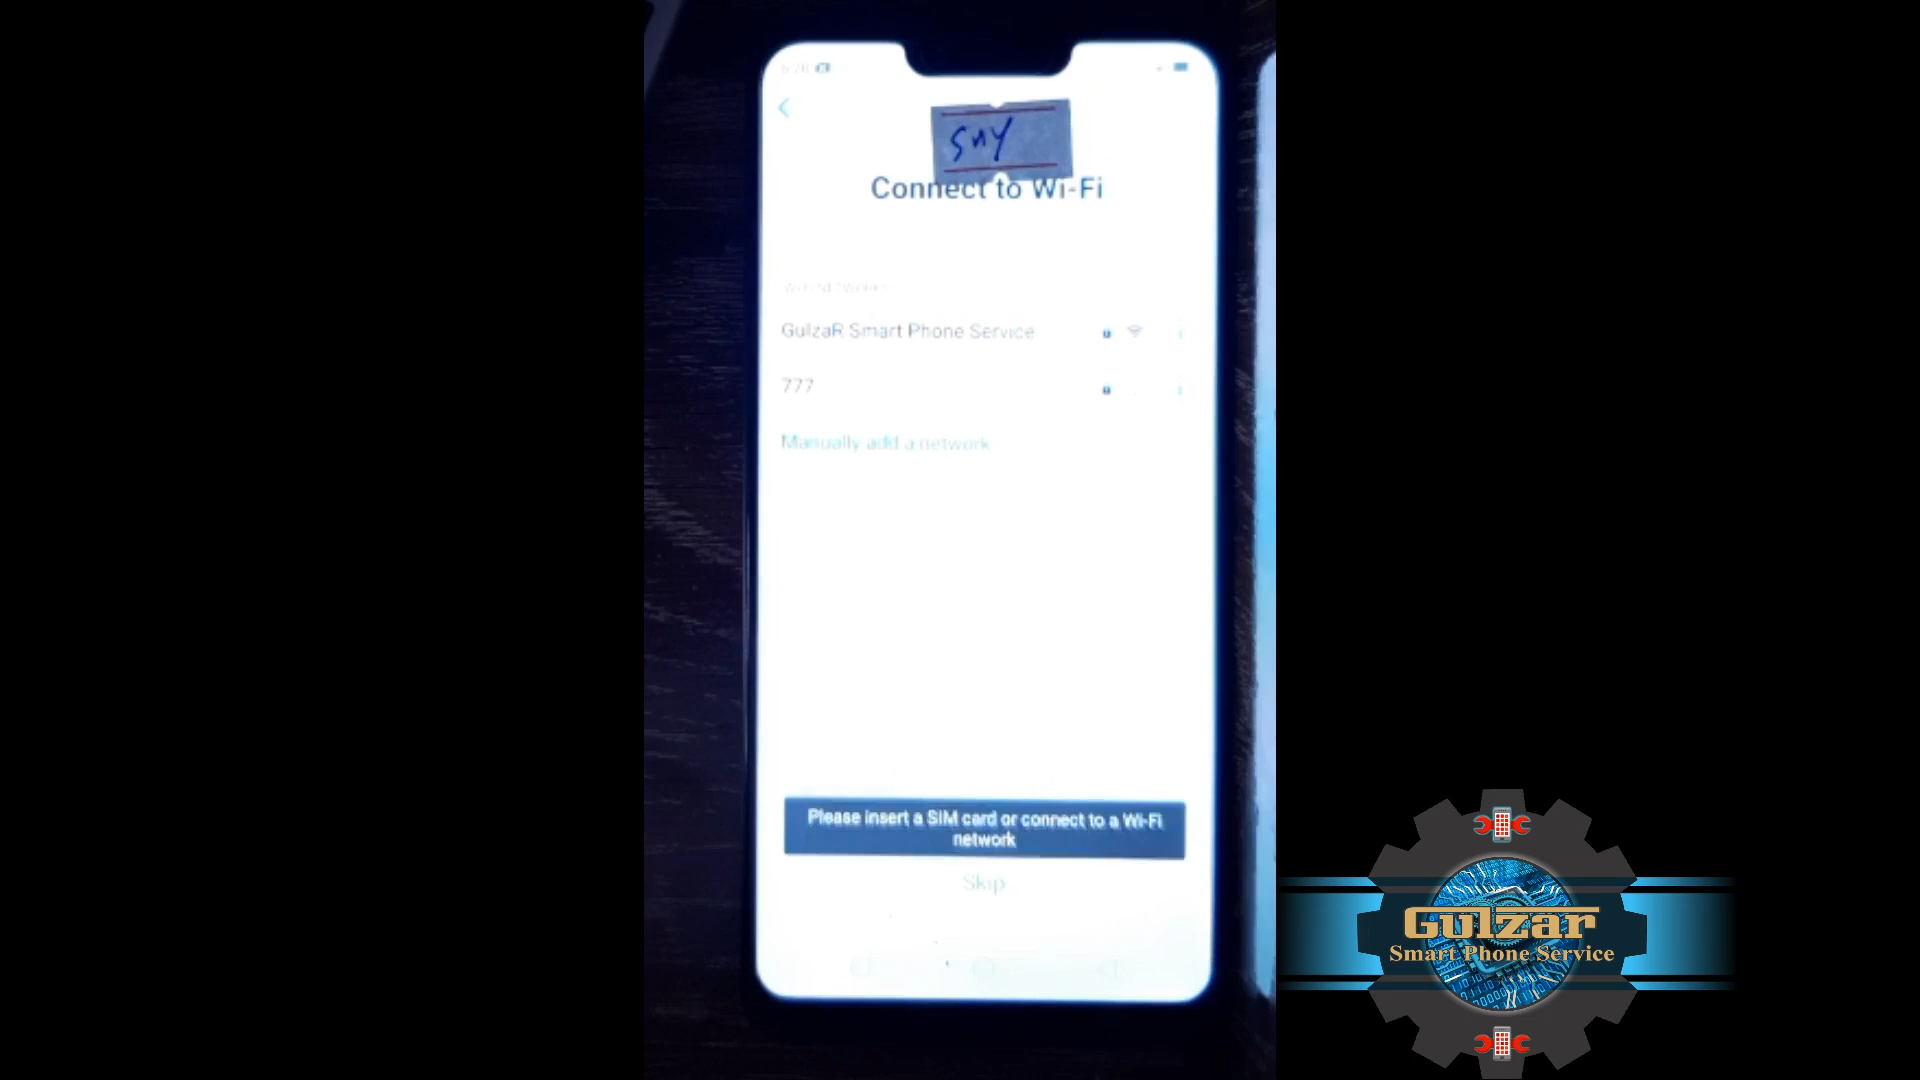 SnY
Connect to Wi-Fi
GulzaR Smart Phone Service
777
Manually add a network
Please insert a SIM card or connect to a Wi-Fi
network
Skip
Gulzar
Smart Phone Service